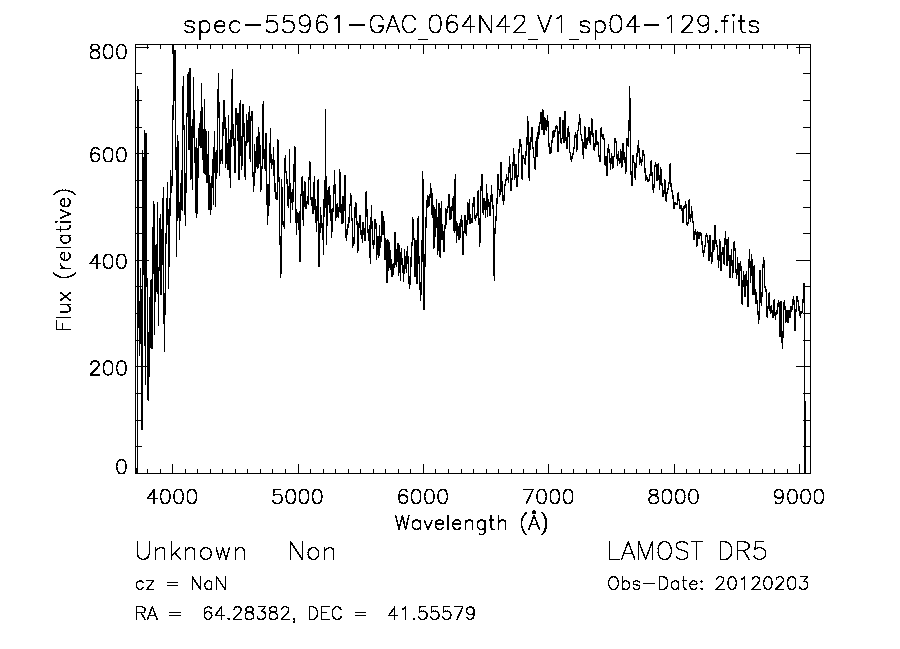 spec-55961-GAC_064N42_V1_sp04-129.fits
800
600
400
200
0
Flux (relative)
4000 5000 6000 7000 8000 9000
Wavelength (Å)
Unknown Non
LAMOST DR5
cz = NaN
Obs-Date: 20120203
RA = 64.28382, DEC = 41.55579